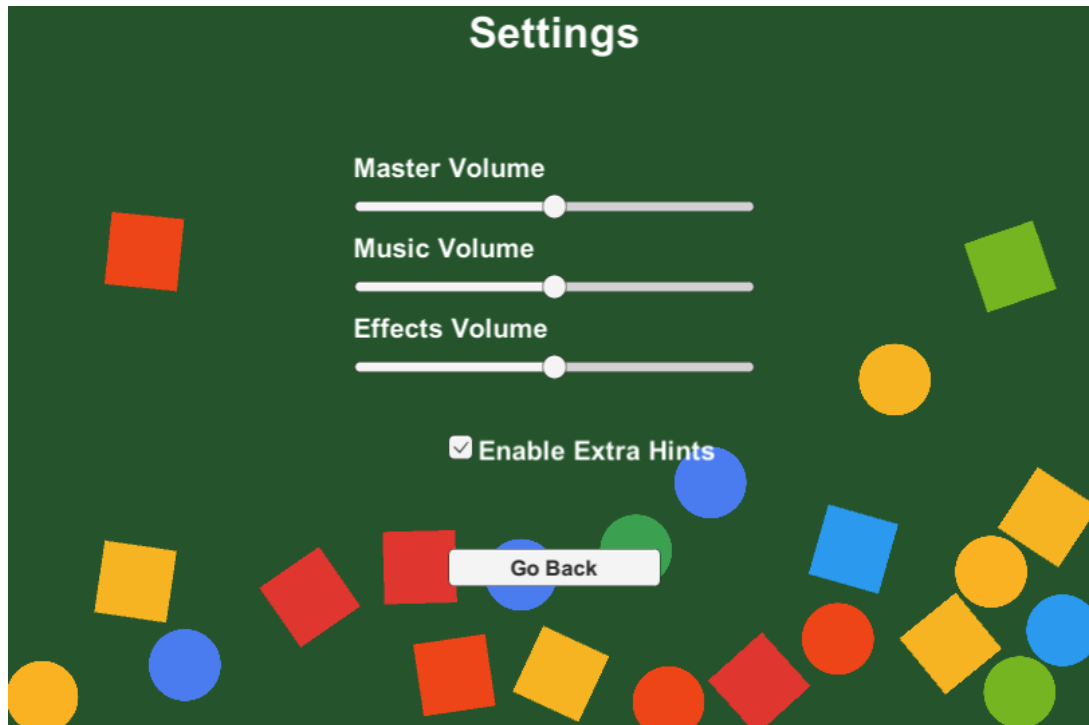 Settings
Master Volume
Music Volume
Effects Volume
Enable Extra Hints
Go Back